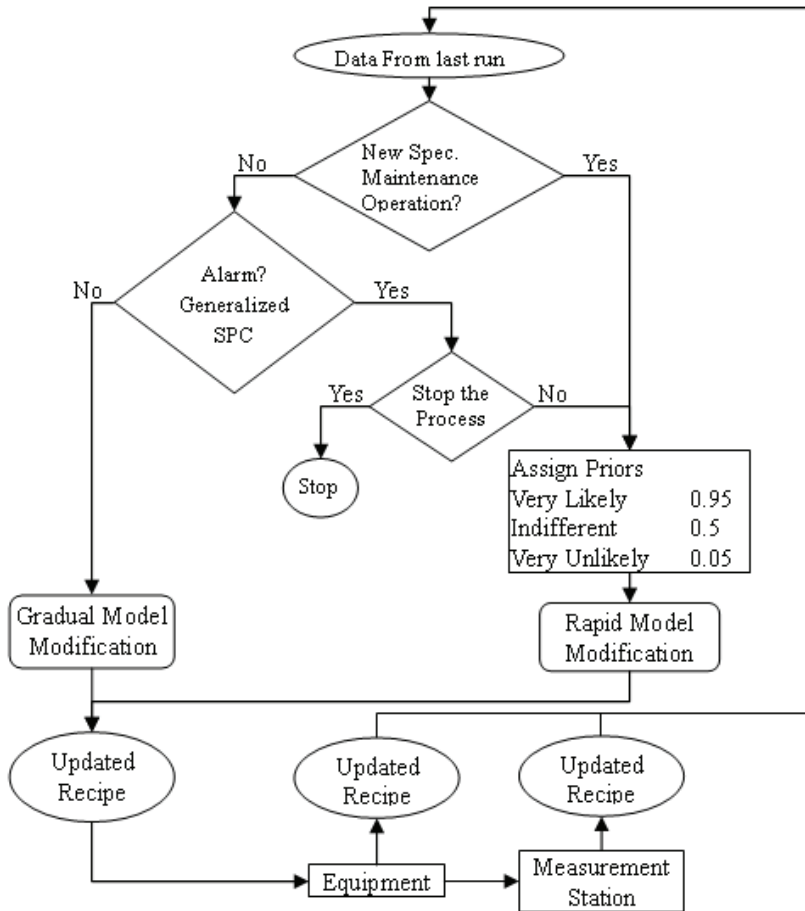 Data From last run
New Spec.
Maintenance
Operation?
No
Yes
Alarm?
Generalized
SPC
No
Yes
Stop the
Process
Yes
No
Stop
Assign Priors
Very Likely 0.95
Indifferent 0.5
Very Unlikely 0.05
Gradual Model
Modification
Rapid Model
Modification
Updated
Recipe
Updated
Recipe
Updated
Recipe
Equipment
Measurement
Station